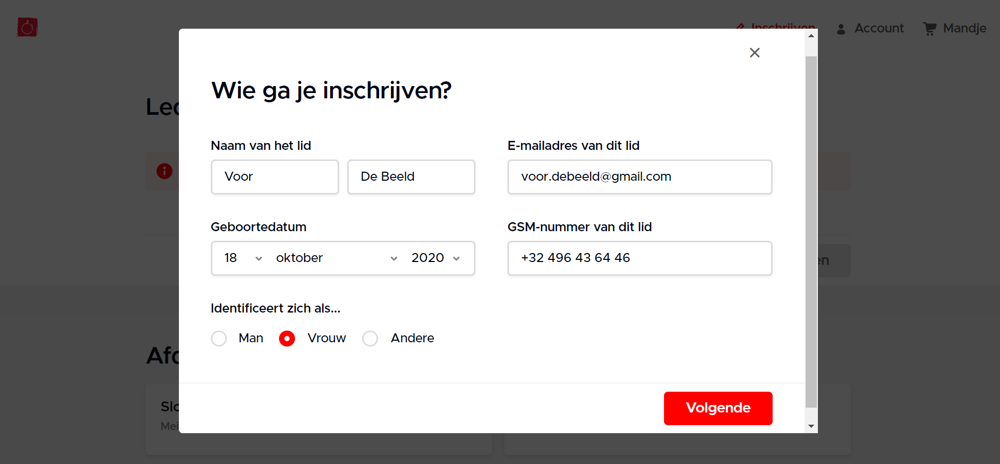 Inschrijven Account Mandje
Wie ga je inschrijven?
Naam van het lid
Voor De Beeld
E-mailadres van dit lid
voor.debeeld@gmail.com
Geboortedatum
18 oktober 2020
GSM-nummer van dit lid
+32 496 43 64 46
Identificeert zich als...
Man Vrouw Andere
Volgende